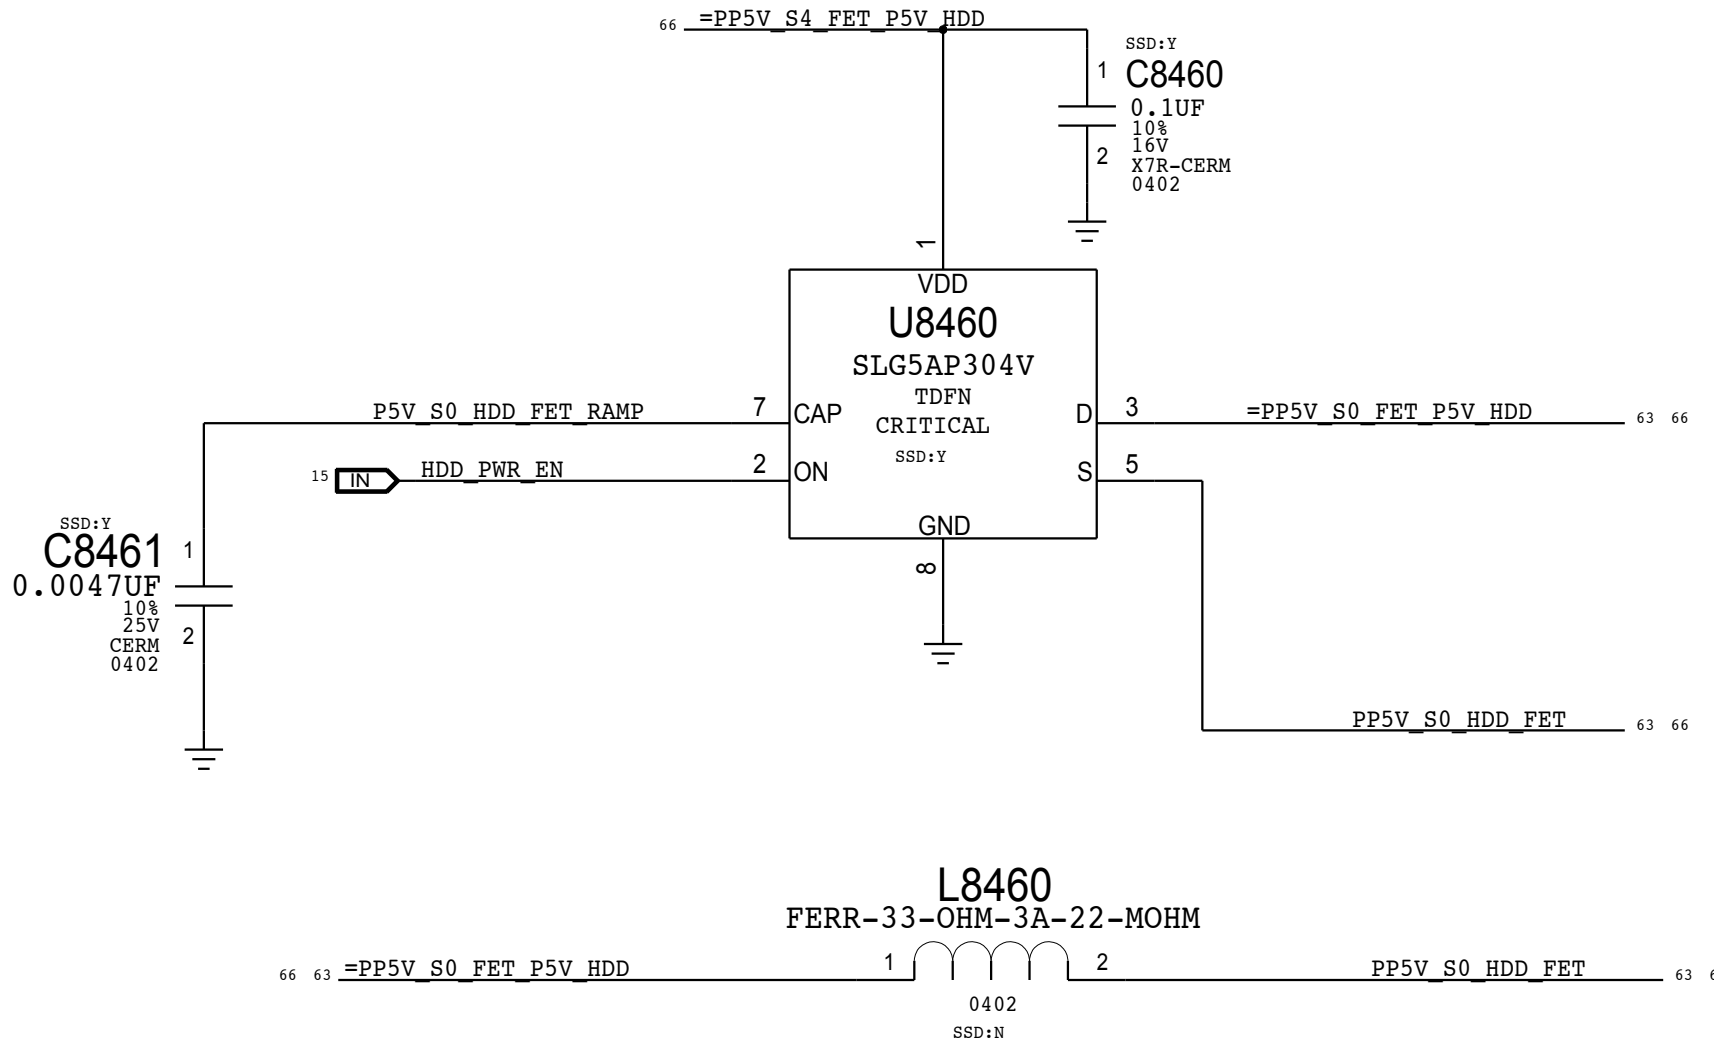 66 =PP5V_S4_FET_P5V_HDD
SSD:Y
1 C8460
0.1UF
10%
16V
2
X7R-CERM
0402
1
VDD
U8460
SLG5AP304V
TDFN
CRITICAL
SSD:Y
P5V_S0_HDD_FET_RAMP 7 CAP
D 3 =PP5V_S0_FET_P5V_HDD 63 66
15 IN HDD_PWR_EN 2 ON
S 5
GND
8
SSD:Y
C8461 1
0.0047UF
10%
25V
2
CERM
0402
PP5V_S0_HDD_FET 63 66
L8460
FERR-33-OHM-3A-22-MOHM
66 63 =PP5V_S0_FET_P5V_HDD 1 2 PP5V_S0_HDD_FET 63
0402
SSD:N